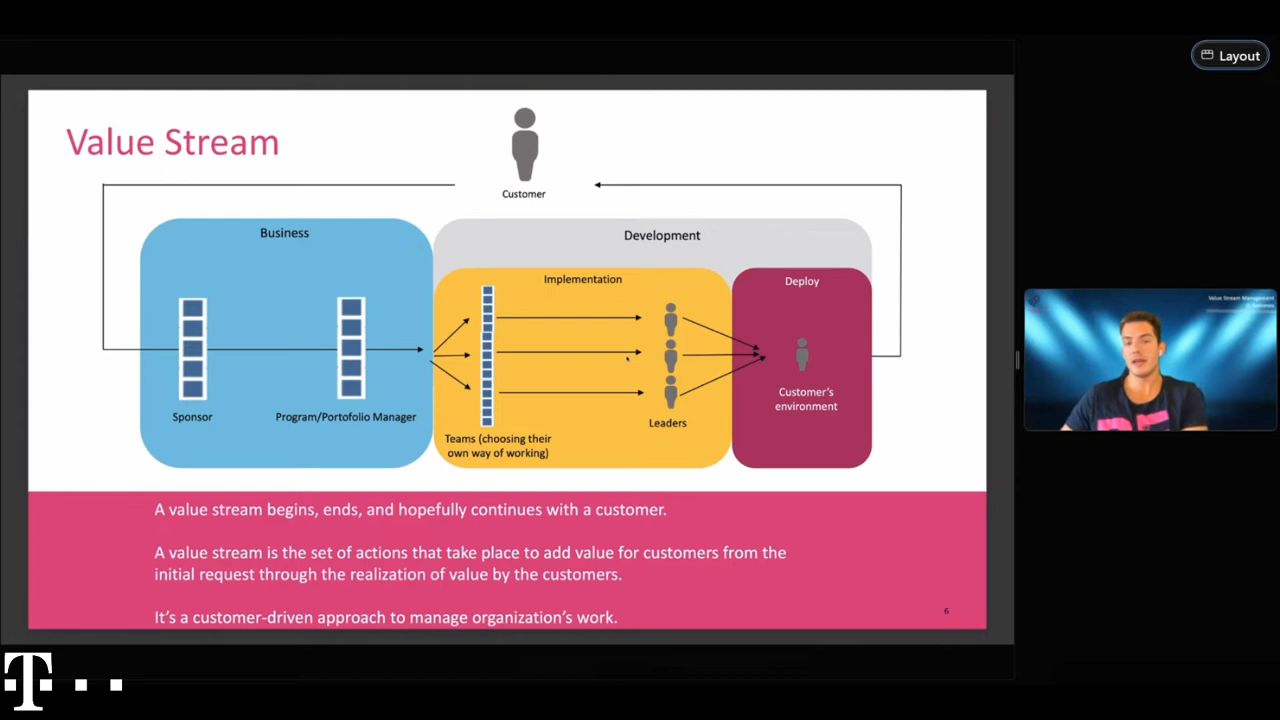 Layout
Value Stream
Customer
Business
Development
Implementation
Deploy
Sponsor
Program/Portofolio Manager
Teams (choosing their
own way of working)
Leaders
Customer's
environment
A value stream begins, ends, and hopefully continues with a customer.
A value stream is the set of actions that take place to add value for customers from the
initial request through the realization of value by the customers.
It's a customer-driven approach to manage organization's work.
6
Value Stream Management
T